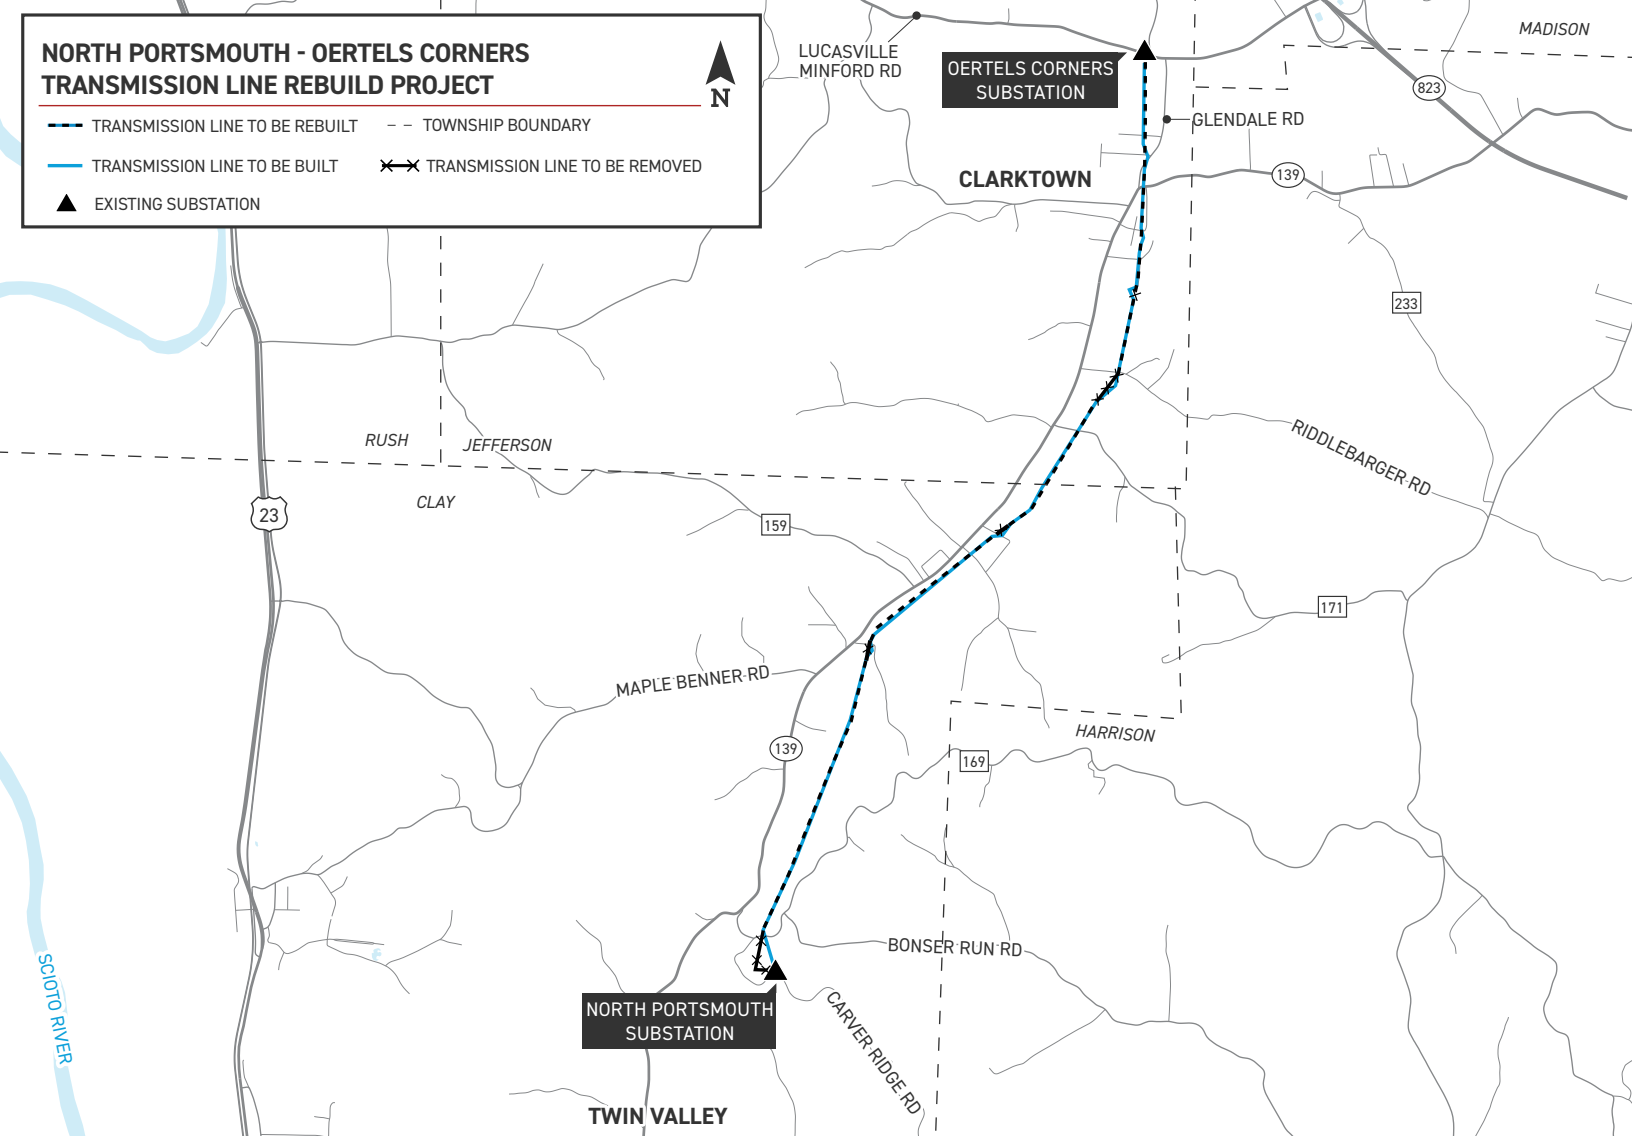 NORTH PORTSMOUTH - OERTELS CORNERS
TRANSMISSION LINE REBUILD PROJECT
N
TRANSMISSION LINE TO BE REBUILT
TOWNSHIP BOUNDARY
TRANSMISSION LINE TO BE BUILT
TRANSMISSION LINE TO BE REMOVED
EXISTING SUBSTATION
LUCASVILLE
MINFORD RD
OERTELS CORNERS
SUBSTATION
MADISON
823
GLENDALE RD
CLARKTOWN
139
233
RUSH
JEFFERSON
RIDDLEBARGER RD
CLAY
23
159
171
MAPLE BENNER RD
139
HARRISON
169
BONSER RUN RD
SCIOTO RIVER
NORTH PORTSMOUTH
SUBSTATION
CARVER RIDGE RD
TWIN VALLEY